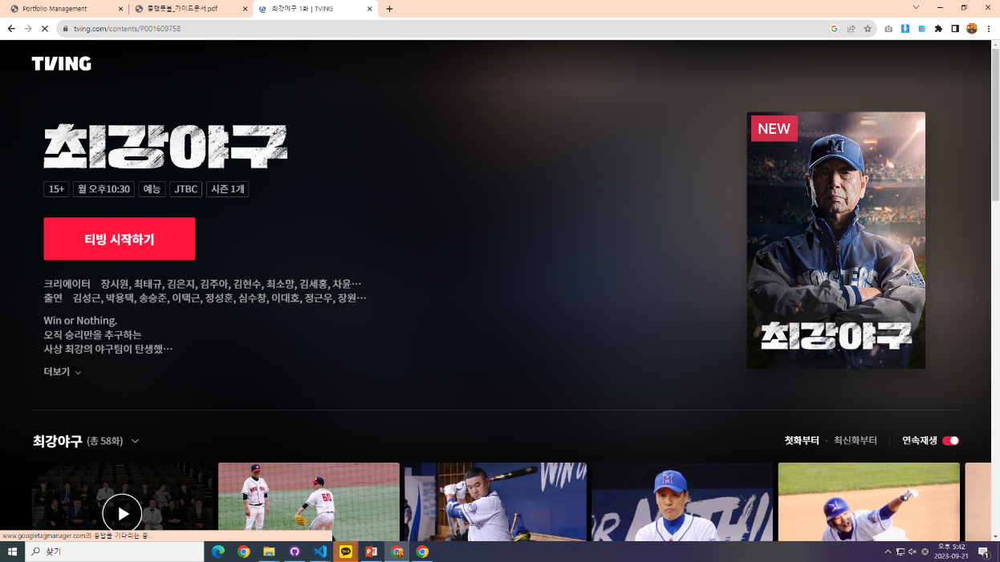 Portfolio Management
플랩풋볼_가이드문서.pdf
최강야구 1화 | TVING
tving.com/contents/P001609758
TVING
최강야구
15+
월 오후10:30
예능
JTBC
시즌 1개
티빙 시작하기
크리에이터 장시원, 최태규, 김은지, 김주아, 김현수, 최소망, 김세홍, 차윤…
출연 김성근, 박용택, 송승준, 이택근, 정성훈, 심수창, 이대호, 정근우, 장원…
Win or Nothing.
오직 승리만을 추구하는
사상 최강의 야구팀이 탄생했…
더보기
NEW
M
MONSTERS
최강야구
최강야구 (총 58화)
첫화부터 · 최신화부터
연속재생
50
WIN
M
www.googletagmanager.com의 응답을 기다리는 중...
찾기
TALK
오후 5:42
2023-09-21
1